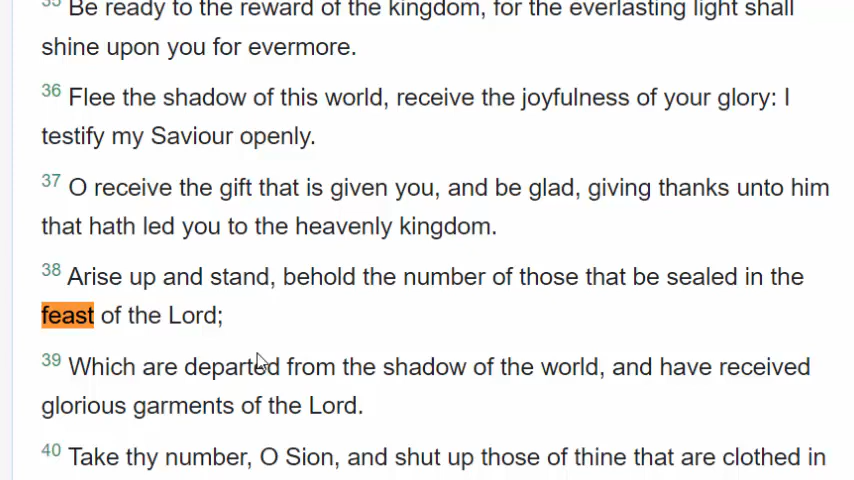 35 Be ready to the reward of the kingdom, for the everlasting light shall
shine upon you for evermore.
36 Flee the shadow of this world, receive the joyfulness of your glory: I
testify my Saviour openly.
37 O receive the gift that is given you, and be glad, giving thanks unto him
that hath led you to the heavenly kingdom.
38 Arise up and stand, behold the number of those that be sealed in the
feast of the Lord;
39 Which are departed from the shadow of the world, and have received
glorious garments of the Lord.
40 Take thy number, O Sion, and shut up those of thine that are clothed in